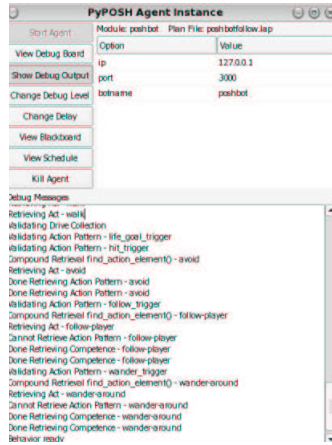 PyPOSH Agent Instance
Start Agent
Module: poshbot Plan File: poshbotfollow.lap
Option Value
View Debug Board
ip 127.0.0.1
Show Debug Output
port 3000
Change Debug Level
botname poshbot
Change Delay
View Blackboard
View Schedule
Kill Agent
Debug Messages
Retrieving Act - walk
Validating Drive Collection
Validating Action Pattern - life_goal_trigger
Validating Action Pattern - hit_trigger
Compound Retrieval find_action_element() - avoid
Retrieving Act - avoid
Done Retrieving Action Pattern - avoid
Done Retrieving Action Pattern - avoid
Validating Action Pattern - follow_trigger
Compound Retrieval find_action_element() - follow-player
Retrieving Act - follow-player
Cannot Retrieve Action Pattern - follow-player
Done Retrieving Competence - follow-player
Done Retrieving Competence - follow-player
Validating Action Pattern - wander_trigger
Compound Retrieval find_action_element() - wander-around
Retrieving Act - wander-around
Cannot Retrieve Action Pattern - wander-around
Done Retrieving Competence - wander-around
Done Retrieving Competence - wander-around
Behavior ready